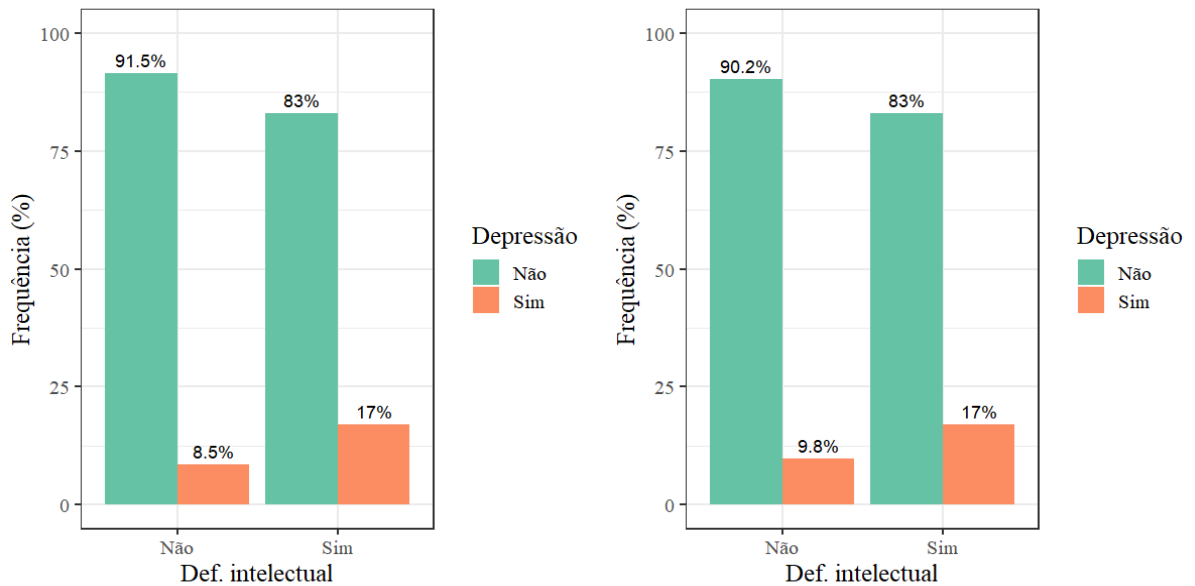 100
75
50
25
0
Frequência (%)
91.5%
8.5%
83%
17%
Não
Sim
Def. intelectual
Depressão
Não
Sim
100
75
50
25
0
Frequência (%)
90.2%
9.8%
83%
17%
Não
Sim
Def. intelectual
Depressão
Não
Sim